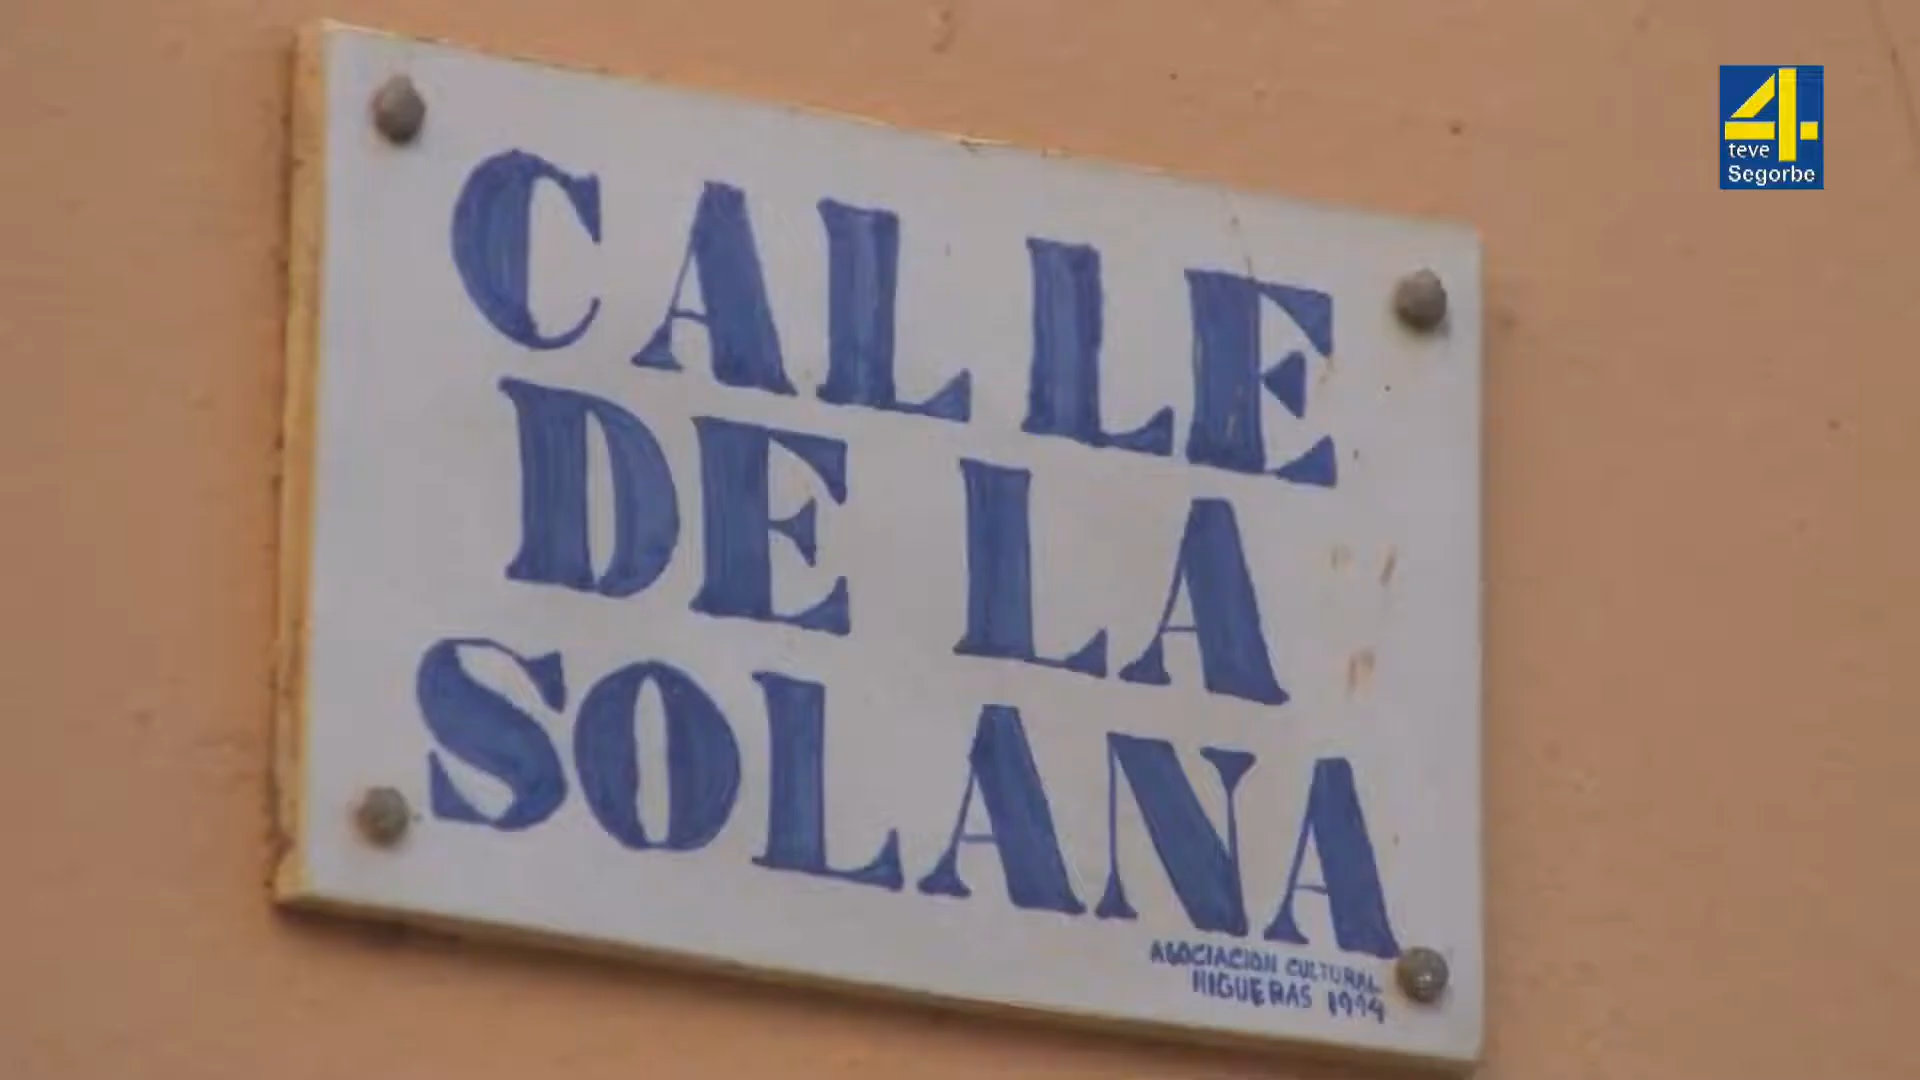 CALLE
DE LA
SOLANA
ASOCIACION CULTURAL
HIGUERAS 1994
4
teve
Segorbe